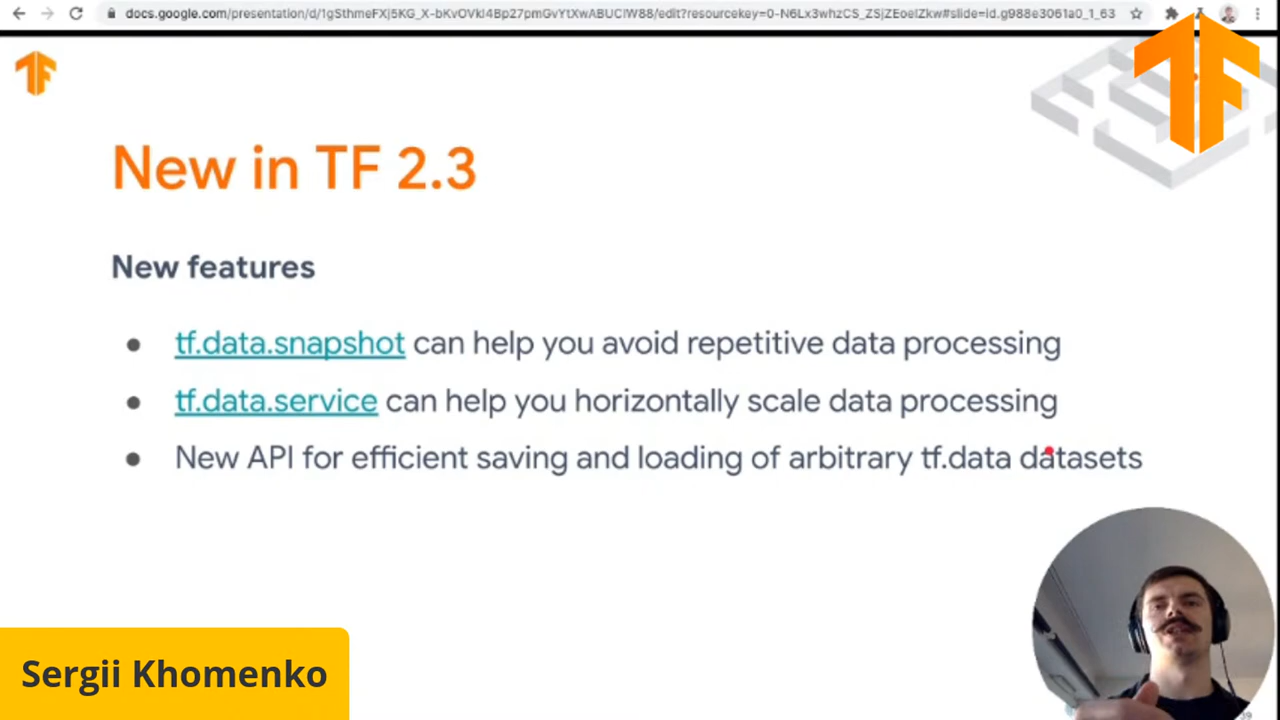 docs.google.com/presentation/d/1gSthmeFXj5KG_X-bKvOVkI4Bp27pmGvYtXwABUCIW88/edit?resourcekey=0-N6Lx3whzCS_ZSjZEoelZkw#slide=id.g988e3061a0_1_63
New in TF 2.3
New features
● tf.data.snapshot can help you avoid repetitive data processing
● tf.data.service can help you horizontally scale data processing
● New API for efficient saving and loading of arbitrary tf.data datasets
Sergii Khomenko